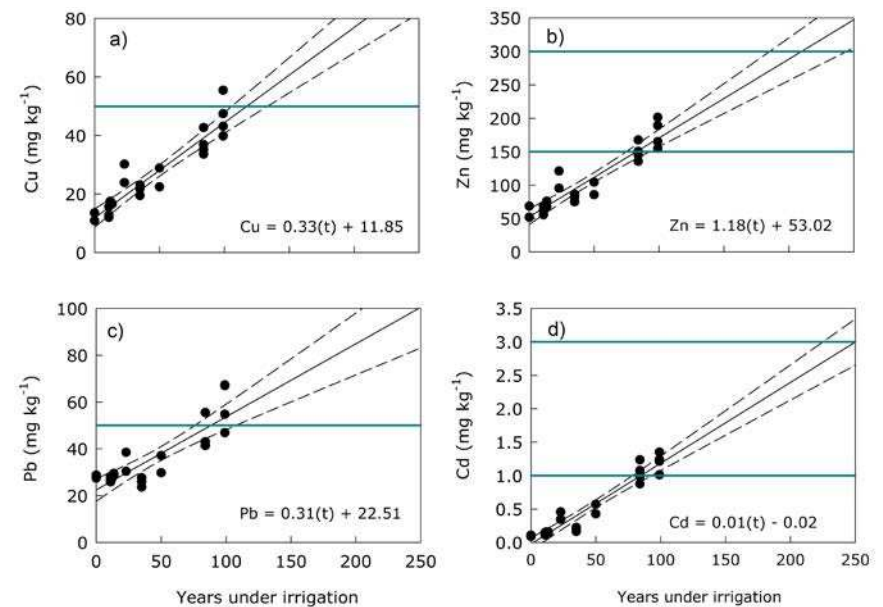 a)
80
60
40
20
0
Cu (mg kg⁻¹)
Cu = 0.33(t) + 11.85
b)
350
300
250
200
150
100
50
0
Zn (mg kg⁻¹)
Zn = 1.18(t) + 53.02
c)
100
80
60
40
20
0
Pb (mg kg⁻¹)
Pb = 0.31(t) + 22.51
0 50 100 150 200 250
Years under irrigation
d)
3.5
3.0
2.5
2.0
1.5
1.0
0.5
0.0
Cd (mg kg⁻¹)
Cd = 0.01(t) - 0.02
0 50 100 150 200 250
Years under irrigation